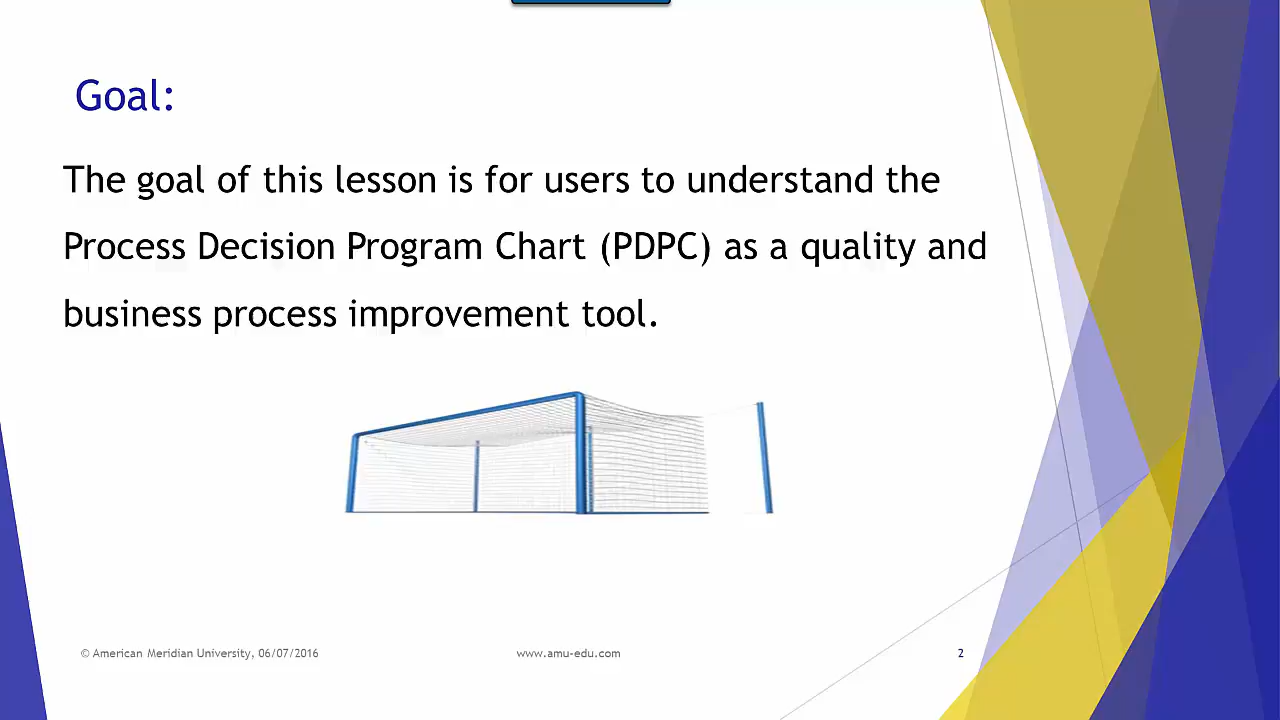 Goal:
The goal of this lesson is for users to understand the
Process Decision Program Chart (PDPC) as a quality and
business process improvement tool.
© American Meridian University, 06/07/2016
www.amu-edu.com
2